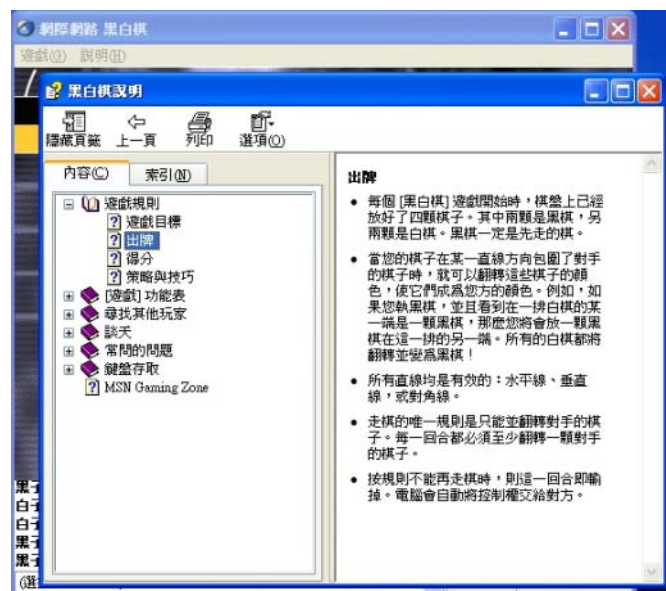 網際網路 黑白棋
遊戲(G) 說明(H)
黑白棋說明
隱藏頁籤 上一頁 列印 選項(O)
內容(C) 索引(N)
遊戲規則
遊戲目標
出牌
得分
策略與技巧
[遊戲] 功能表
尋找其他玩家
談天
常問的問題
鍵盤存取
MSN Gaming Zone
出牌
每個 [黑白棋] 遊戲開始時，棋盤上已經
放好了四顆棋子。其中兩顆是黑棋，另
兩顆是白棋。黑棋一定是先走的棋。
當您的棋子在某一直線方向包圍了對手
的棋子時，就可以翻轉這些棋子的顏
色，使它們成為您方的顏色。例如，如
果您執黑棋，並且看到在一排白棋的某
一端是一顆黑棋，那麼您將會放一顆黑
棋在這一排的另一端。所有的白棋都將
翻轉並變為黑棋！
所有直線均是有效的：水平線、垂直
線，或對角線。
走棋的唯一規則是只能並翻轉對手的棋
子。每一回合都必須至少翻轉一顆對手
的棋子。
按規則不能再走棋時，則這一回合即輸
掉。電腦會自動將控制權交給對方。
黑子
白子
白子
黑子
黑子
(選